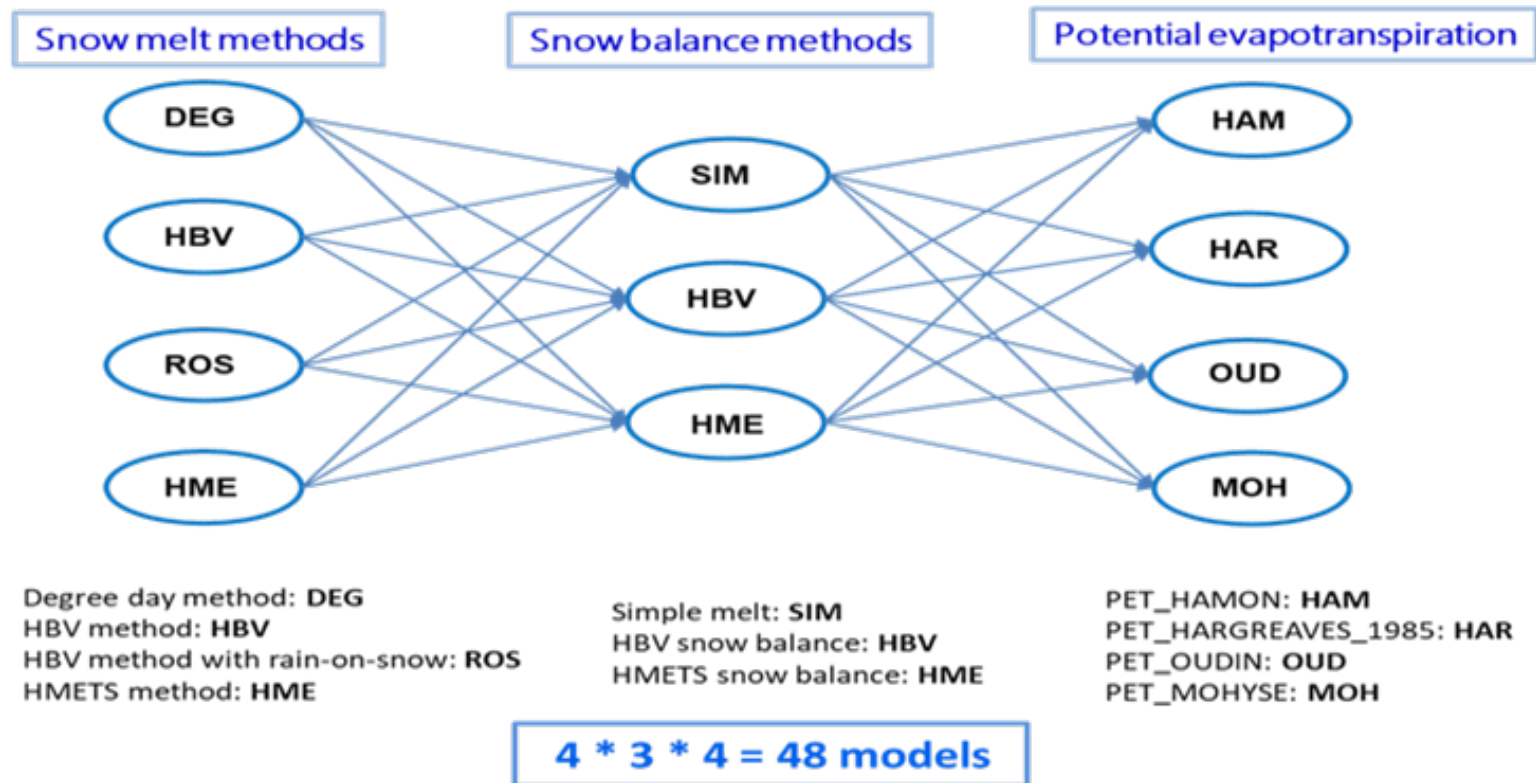 Snow melt methods
Snow balance methods
Potential evapotranspiration
DEG
HBV
ROS
HME
SIM
HBV
HME
HAM
HAR
OUD
MOH
Degree day method: DEG
HBV method: HBV
HBV method with rain-on-snow: ROS
HMETS method: HME
Simple melt: SIM
HBV snow balance: HBV
HMETS snow balance: HME
PET_HAMON: HAM
PET_HARGREAVES_1985: HAR
PET_OUDIN: OUD
PET_MOHYSE: MOH
4 * 3 * 4 = 48 models